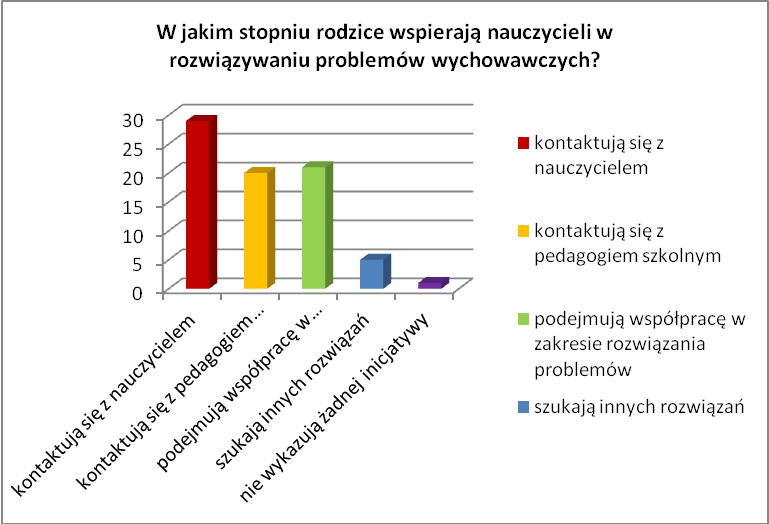 W jakim stopniu rodzice wspierają nauczycieli w
rozwiązywaniu problemów wychowawczych?
30
25
20
15
10
5
0
kontaktują się z nauczycielem
kontaktują się z pedagogiem...
podejmują współpracę w...
szukają innych rozwiązań
nie wykazują żadnej inicjatywy
kontaktują się z
nauczycielem
kontaktują się z
pedagogiem szkolnym
podejmują współpracę w
zakresie rozwiązania
problemów
szukają innych rozwiązań